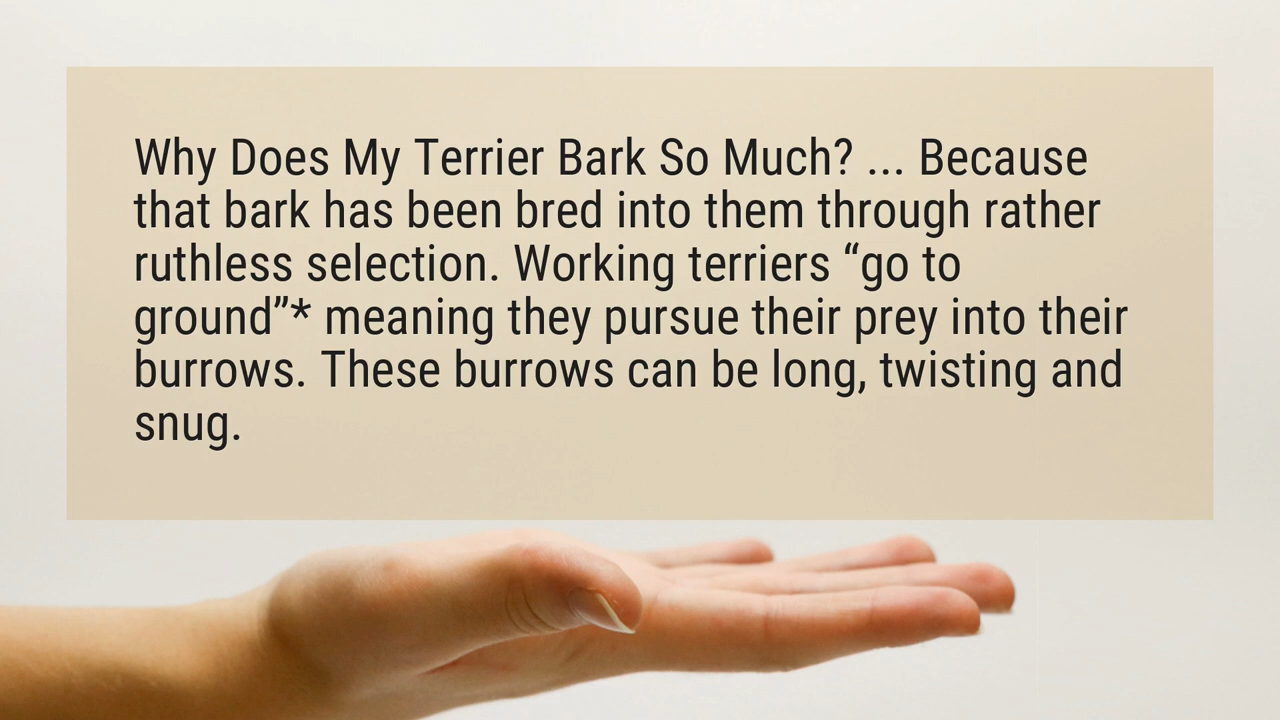 Why Does My Terrier Bark So Much? ... Because
that bark has been bred into them through rather
ruthless selection. Working terriers “go to
ground”* meaning they pursue their prey into their
burrows. These burrows can be long, twisting and
snug.